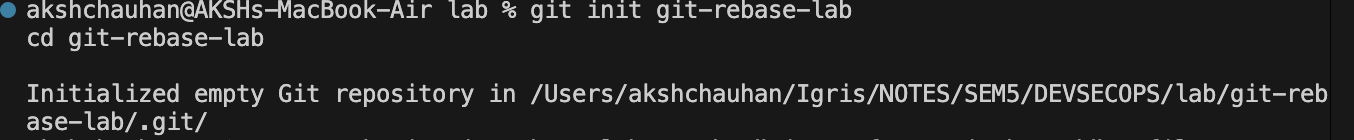 akshchauhan@AKSHs-MacBook-Air lab % git init git-rebase-lab
cd git-rebase-lab
Initialized empty Git repository in /Users/akshchauhan/Igris/NOTES/SEM5/DEVSECOPS/lab/git-reb
ase-lab/.git/